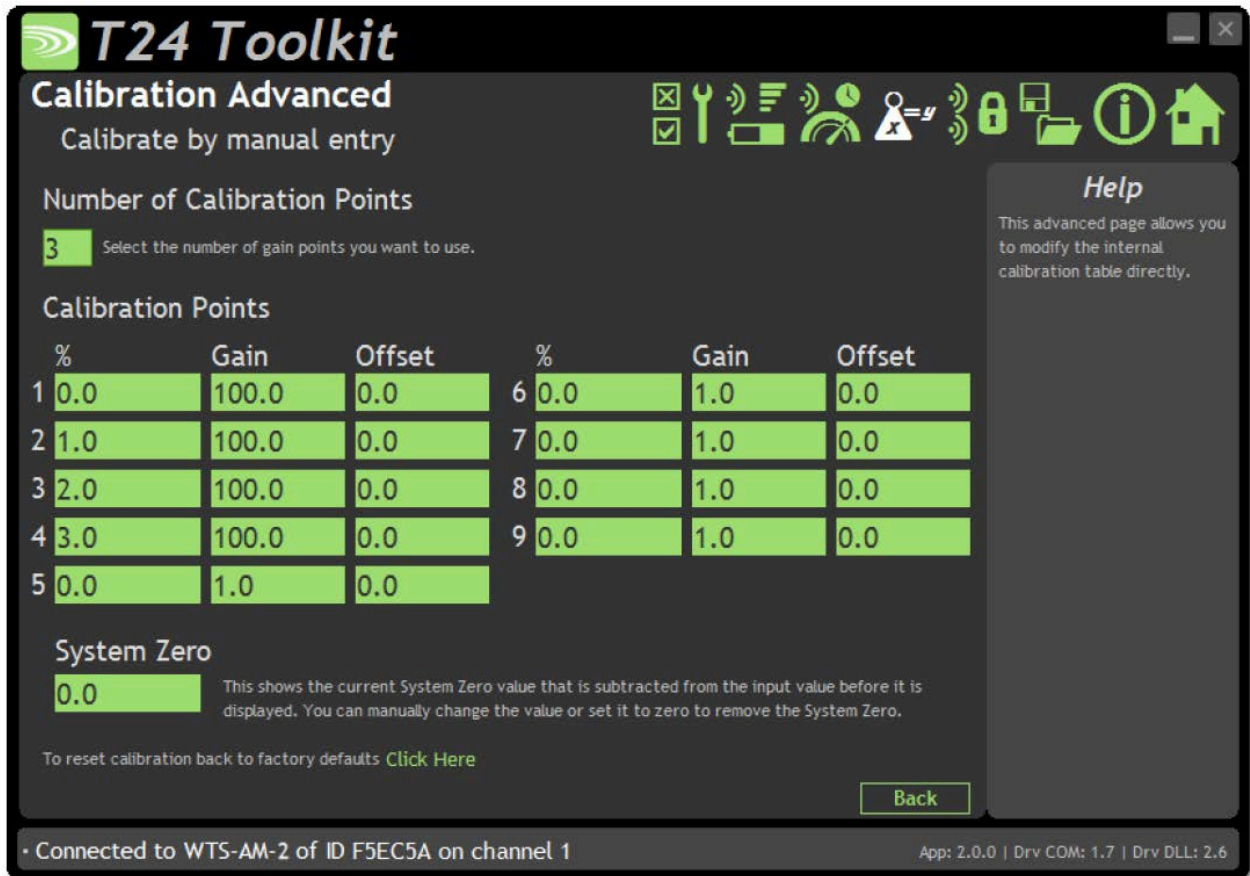 T24 Toolkit
Calibration Advanced
Calibrate by manual entry
x=y
Number of Calibration Points
3 Select the number of gain points you want to use.
Calibration Points
% Gain Offset % Gain Offset
1 0.0 100.0 0.0 6 0.0 1.0 0.0
2 1.0 100.0 0.0 7 0.0 1.0 0.0
3 2.0 100.0 0.0 8 0.0 1.0 0.0
4 3.0 100.0 0.0 9 0.0 1.0 0.0
5 0.0 1.0 0.0
System Zero
0.0
This shows the current System Zero value that is subtracted from the input value before it is
displayed. You can manually change the value or set it to zero to remove the System Zero.
To reset calibration back to factory defaults Click Here
Back
Help
This advanced page allows you
to modify the internal
calibration table directly.
Connected to WTS-AM-2 of ID F5EC5A on channel 1
App: 2.0.0 | Drv COM: 1.7 | Drv DLL: 2.6